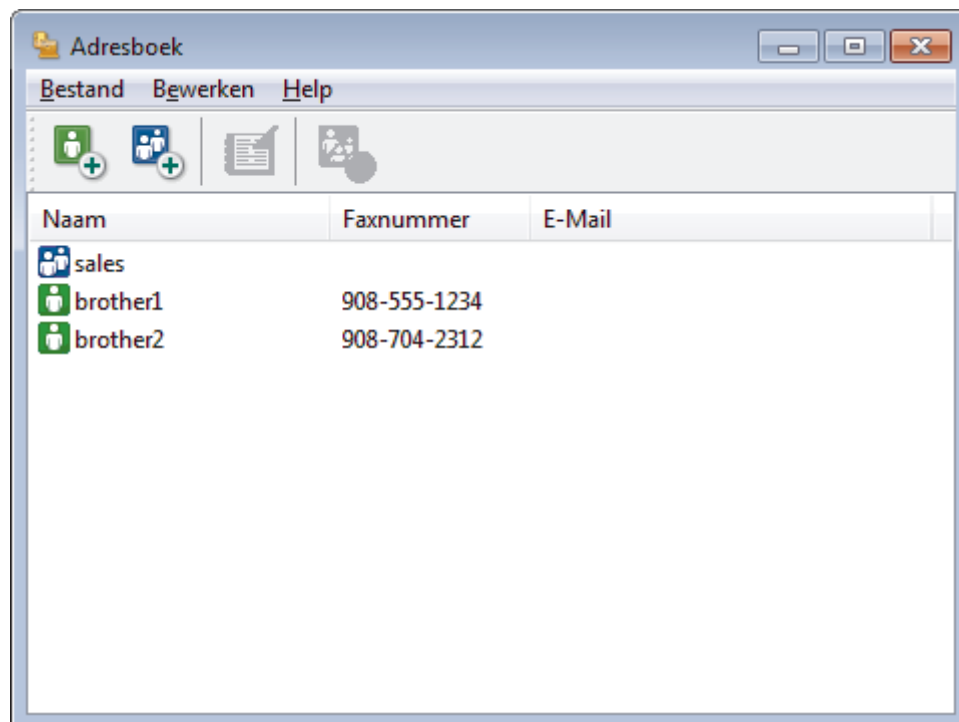 Adresboek
Bestand Bewerken Help
Naam Faxnummer E-Mail
sales
brother1 908-555-1234
brother2 908-704-2312